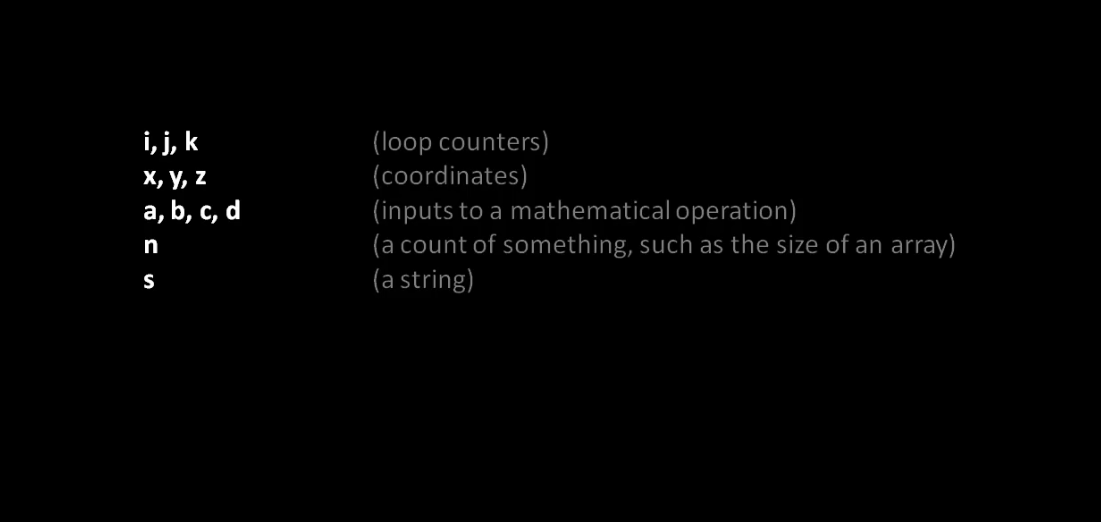 i, j, k (loop counters)
x, y, z (coordinates)
a, b, c, d (inputs to a mathematical operation)
n (a count of something, such as the size of an array)
s (a string)